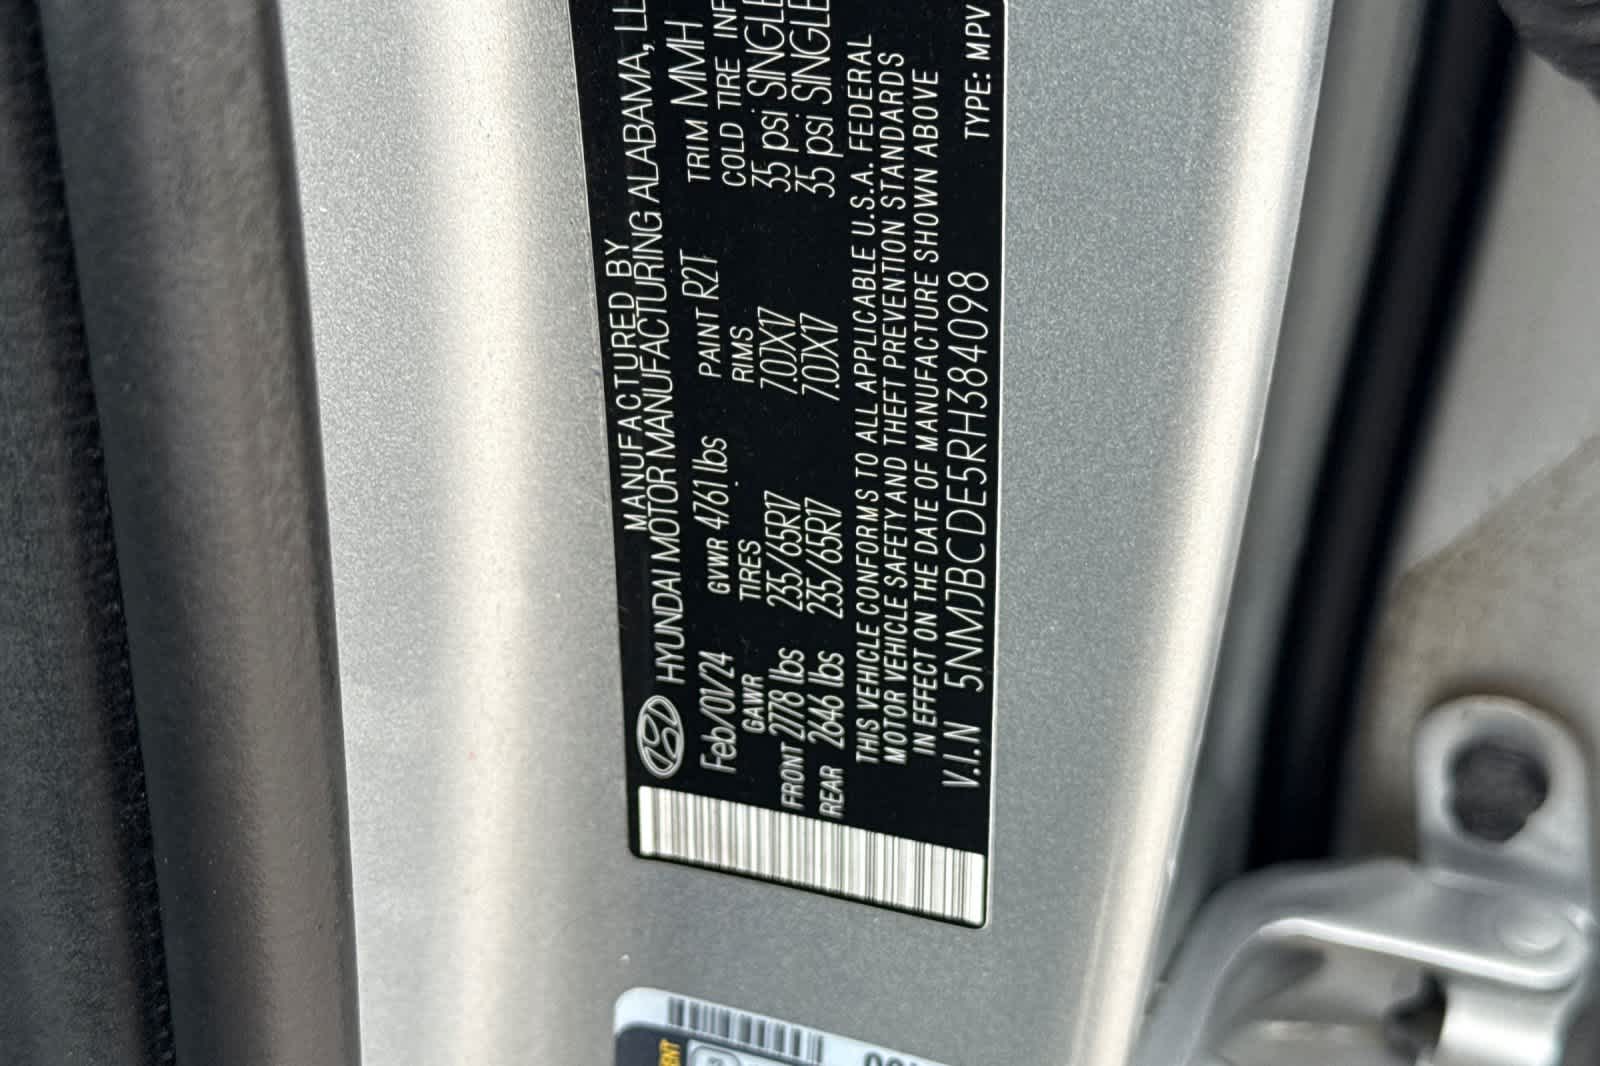 MANUFACTURED BY
HYUNDAI MOTOR MANUFACTURING ALABAMA, LL
Feb/01/24 GVWR 4761 lbs PAINT R2T TRIM MMH
GAWR TIRES RIMS COLD TIRE INF
FRONT 2778 lbs 235/65R17 7.0JX17 35 psi SINGLE
REAR 2646 lbs 235/65R17 7.0JX17 35 psi SINGLE
THIS VEHICLE CONFORMS TO ALL APPLICABLE U.S.A. FEDERAL
MOTOR VEHICLE SAFETY AND THEFT PREVENTION STANDARDS
IN EFFECT ON THE DATE OF MANUFACTURE SHOWN ABOVE
V.I.N 5NMJBCDE5RH384098 TYPE: MPV